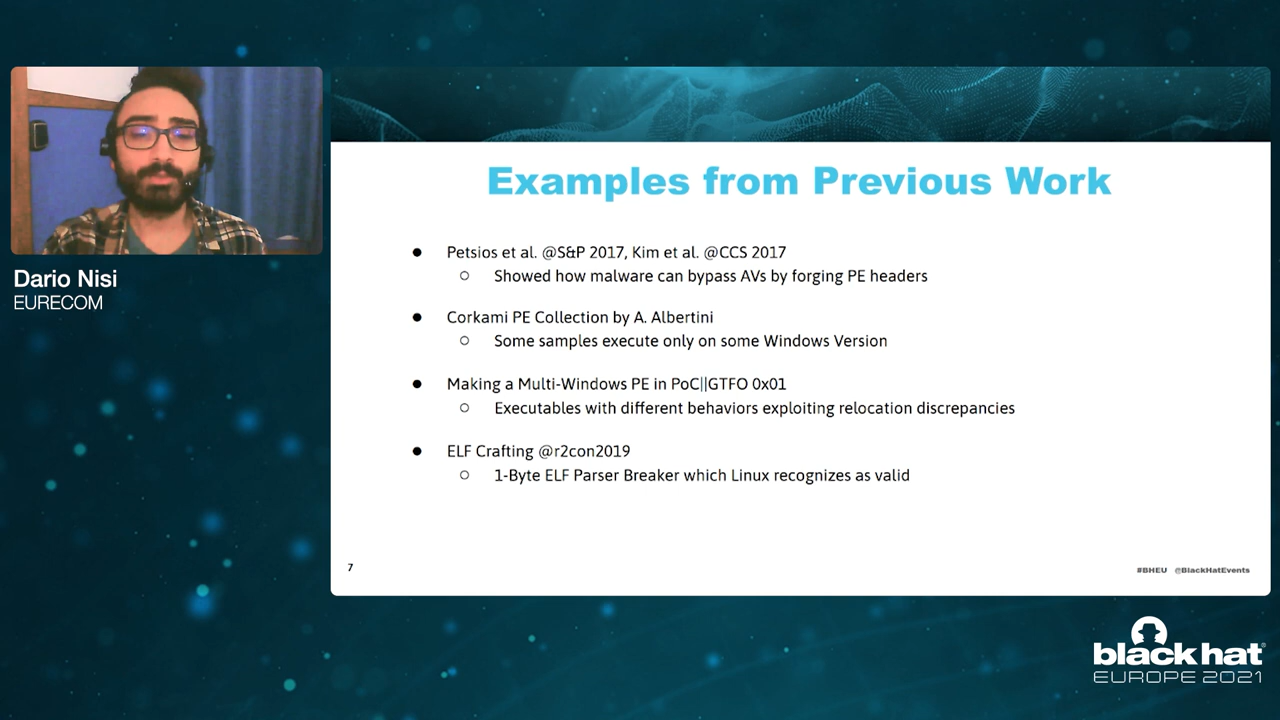 Dario Nisi
EURECOM
Examples from Previous Work
● Petsios et al. @S&P 2017, Kim et al. @CCS 2017
○ Showed how malware can bypass AVs by forging PE headers
● Corkami PE Collection by A. Albertini
○ Some samples execute only on some Windows Version
● Making a Multi-Windows PE in PoC||GTFO 0x01
○ Executables with different behaviors exploiting relocation discrepancies
● ELF Crafting @r2con2019
○ 1-Byte ELF Parser Breaker which Linux recognizes as valid
7
#BHEU @BlackHatEvents
black hat®
EUROPE 2021